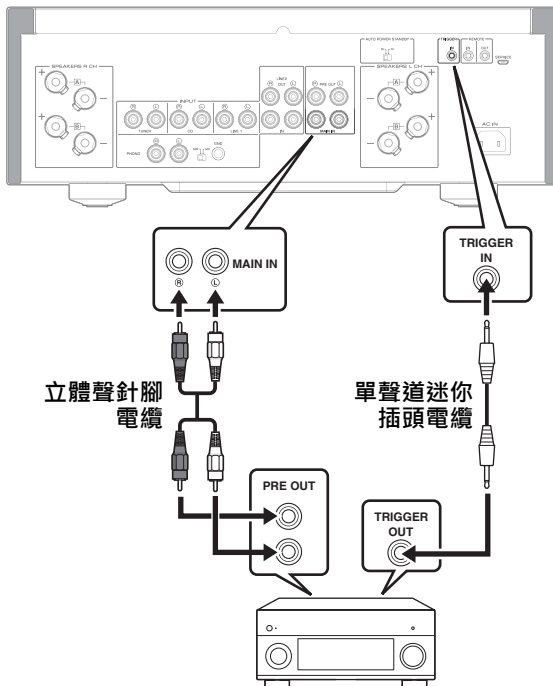 AUTO POWER STANDBY
TRIGGER
REMOTE
IN
IN
OUT
SERVICE
SPEAKERS R CH
SPEAKERS L CH
LINE2
OUT
R PRE OUT L
+
+
A
A
B
B
INPUT
R L R L R L
TUNER CD LINE 1 IN MAIN IN
PHONO
GND
AC IN
MAIN IN
R L
TRIGGER
IN
立體聲針腳
電纜
單聲道迷你
插頭電纜
PRE OUT
TRIGGER
OUT